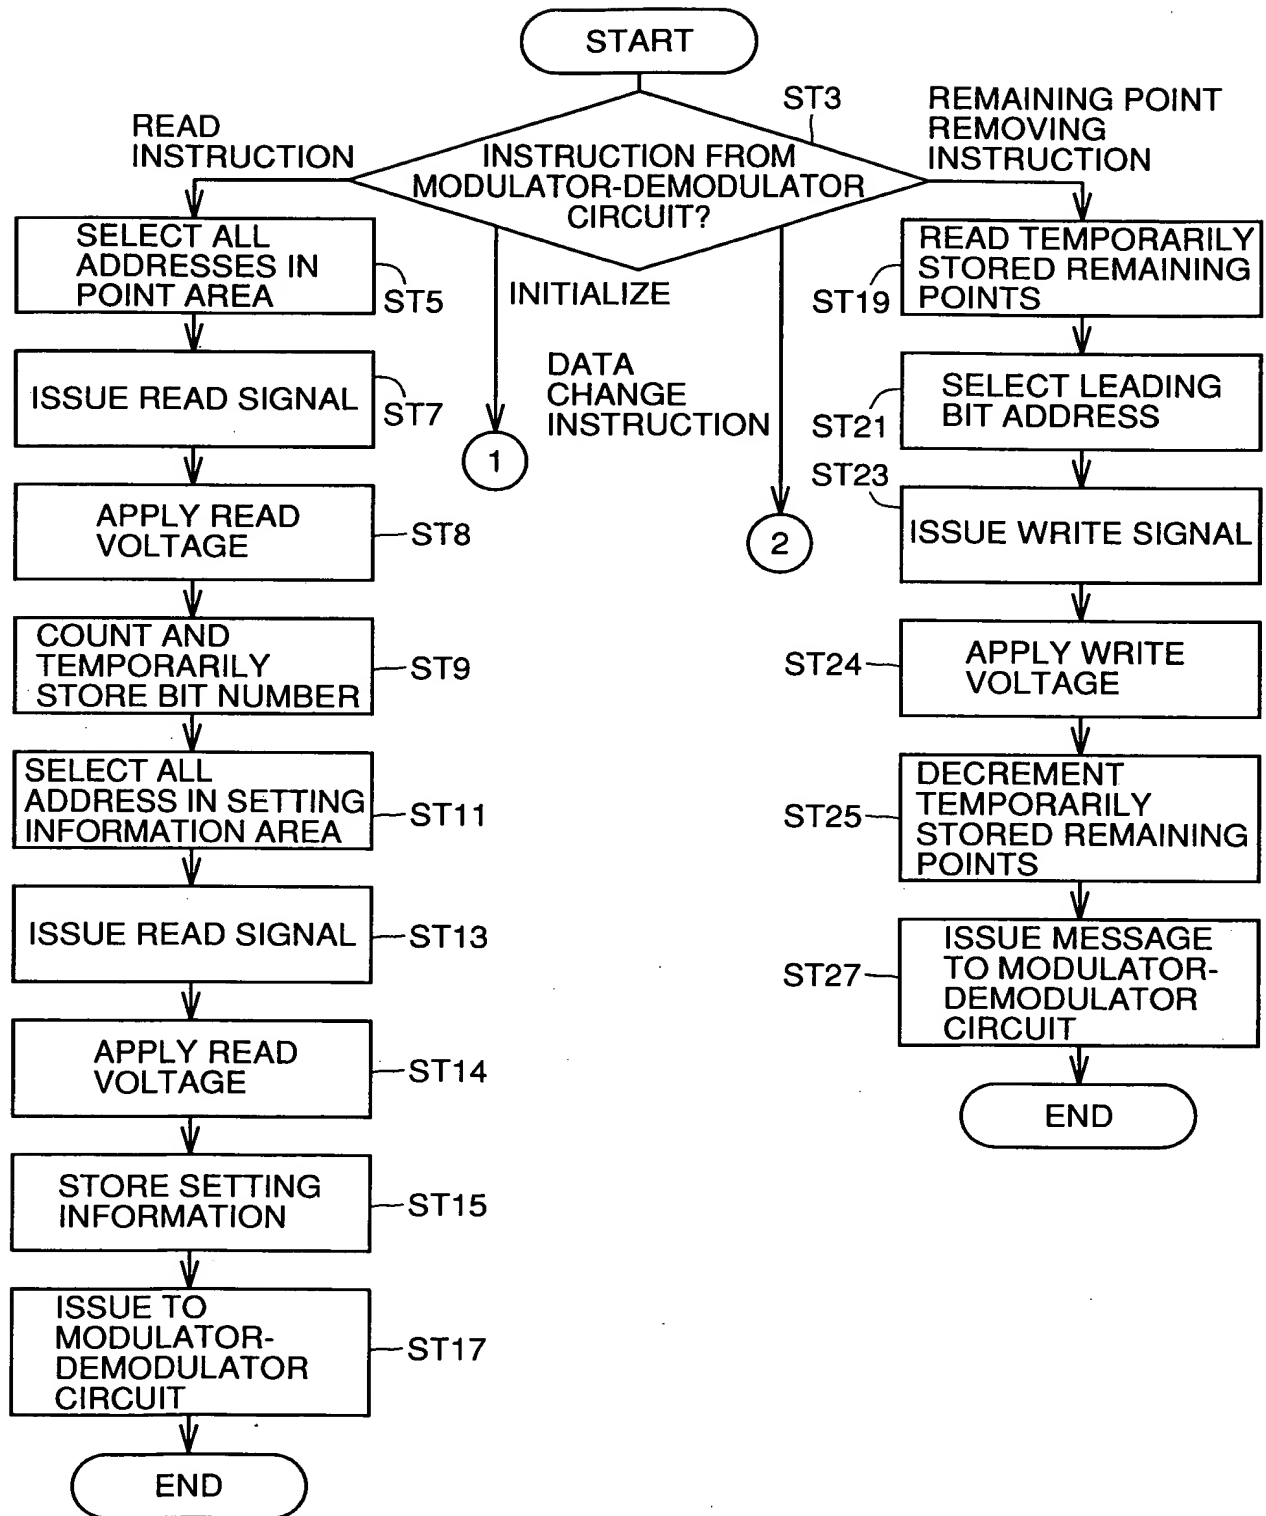 START
ST3
INSTRUCTION FROM
MODULATOR-DEMODULATOR
CIRCUIT?
READ
INSTRUCTION
SELECT ALL
ADDRESSES IN
POINT AREA
ST5
ISSUE READ SIGNAL
ST7
APPLY READ
VOLTAGE
ST8
COUNT AND
TEMPORARILY
STORE BIT NUMBER
ST9
SELECT ALL
ADDRESS IN SETTING
INFORMATION AREA
ST11
ISSUE READ SIGNAL
ST13
APPLY READ
VOLTAGE
ST14
STORE SETTING
INFORMATION
ST15
ISSUE TO
MODULATOR-
DEMODULATOR
CIRCUIT
ST17
END
INITIALIZE
1
DATA
CHANGE
INSTRUCTION
2
REMAINING POINT
REMOVING
INSTRUCTION
READ TEMPORARILY
STORED REMAINING
POINTS
ST19
SELECT LEADING
BIT ADDRESS
ST21
ST23
ISSUE WRITE SIGNAL
ST24
APPLY WRITE
VOLTAGE
DECREMENT
TEMPORARILY
STORED REMAINING
POINTS
ST25
ISSUE MESSAGE
TO MODULATOR-
DEMODULATOR
CIRCUIT
ST27
END